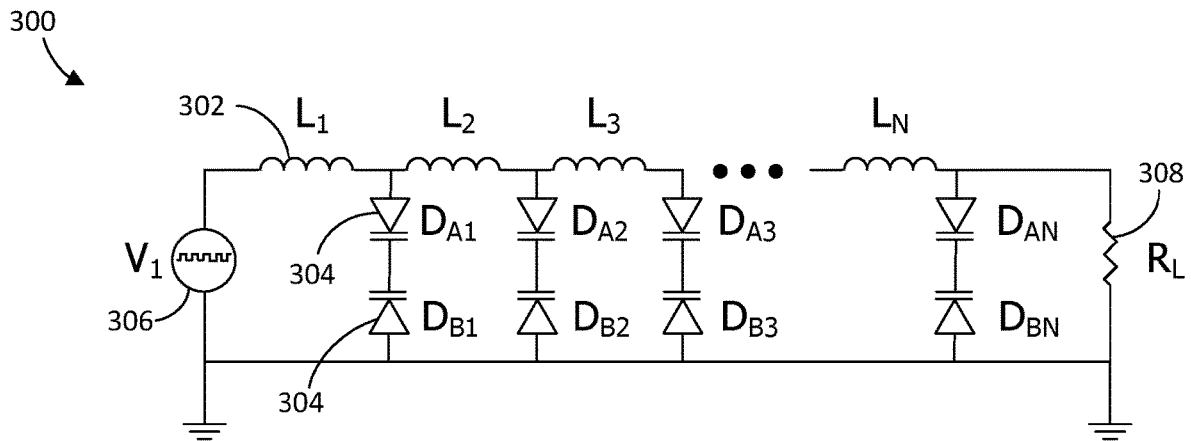 300
302
L1
L2
L3
LN
308
DA1
DA2
DA3
DAN
304
V1
RL
306
DB1
DB2
DB3
DBN
304